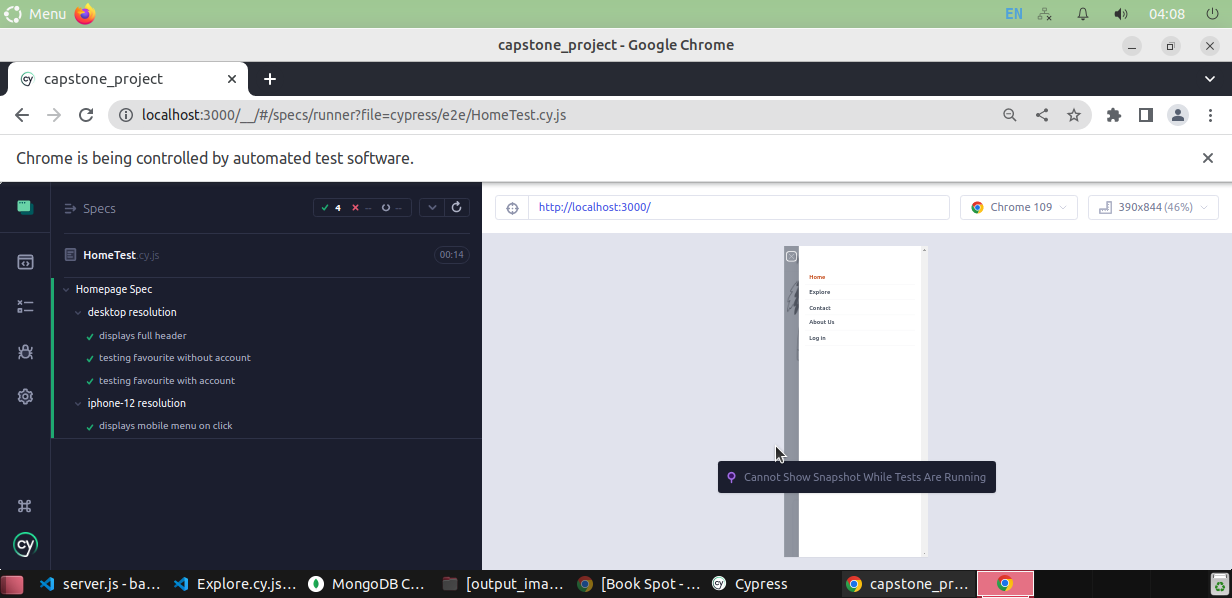 Menu EN 04:08
capstone_project - Google Chrome
cy capstone_project
localhost:3000/__/#/specs/runner?file=cypress/e2e/HomeTest.cy.js
Chrome is being controlled by automated test software.
Specs 4 -- --
http://localhost:3000/ Chrome 109 390x844 (46%)
HomeTest.cy.js 00:14
Homepage Spec
desktop resolution
displays full header
testing favourite without account
testing favourite with account
iphone-12 resolution
displays mobile menu on click
Home
Explore
Contact
About Us
Log in
Cannot Show Snapshot While Tests Are Running
cy
server.js - ba... Explore.cy.js... MongoDB C... [output_ima... [Book Spot - ... cy Cypress capstone_pr...